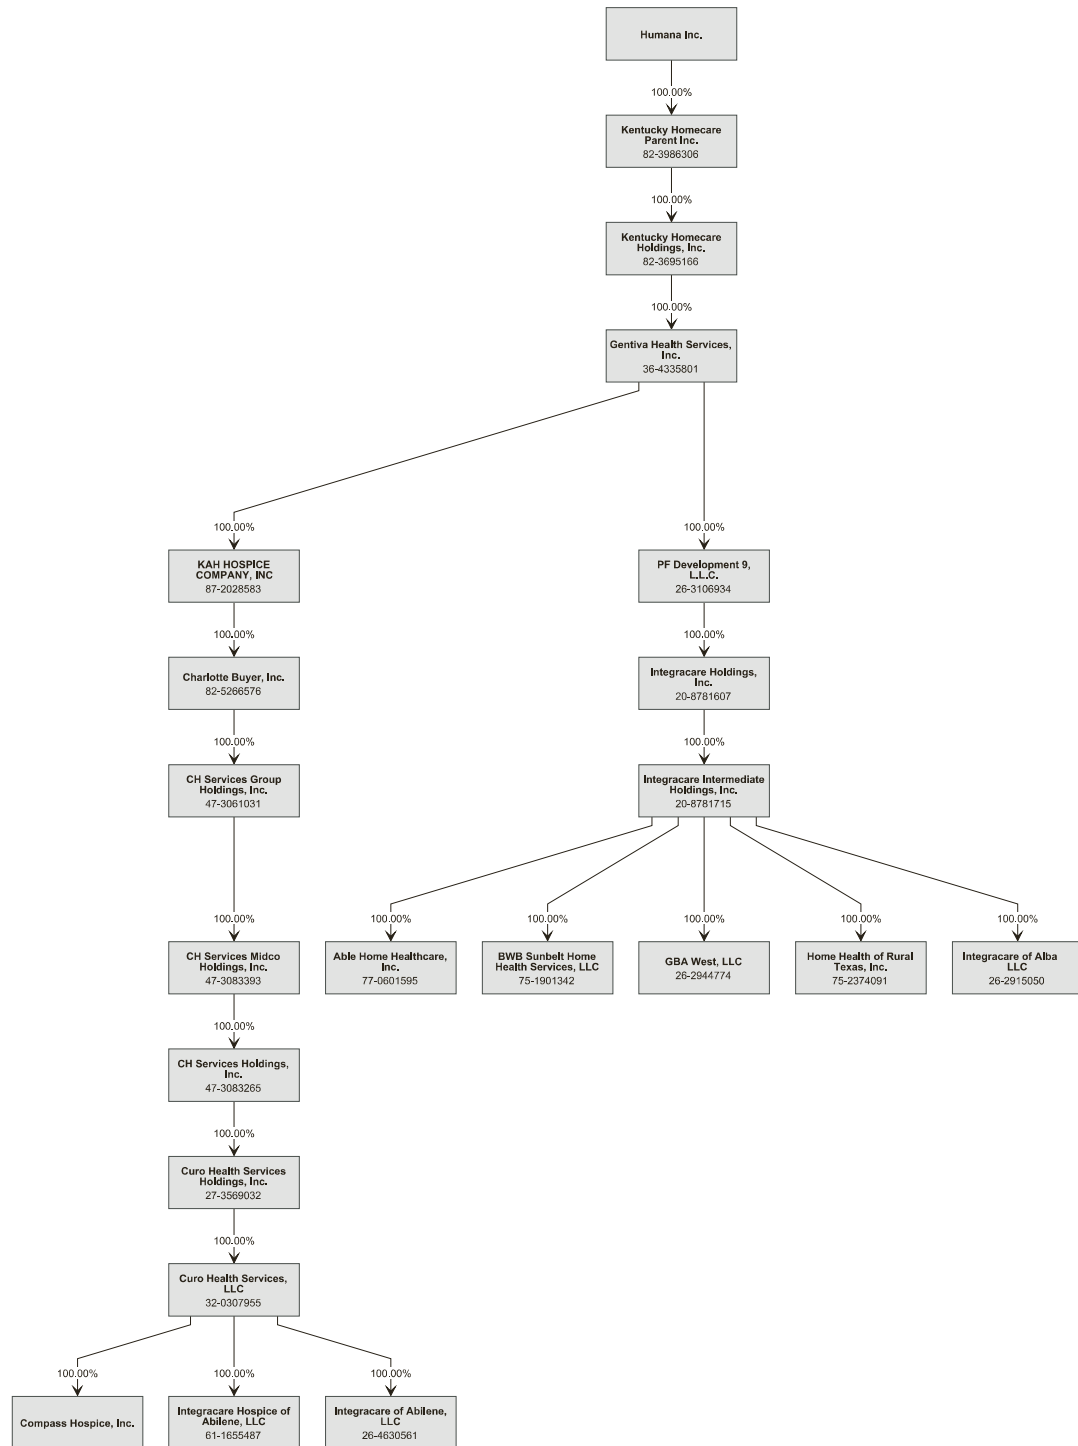 Humana Inc.
100.00%
Kentucky Homecare
Parent Inc.
82-3986306
100.00%
Kentucky Homecare
Holdings, Inc.
82-3695166
100.00%
Gentiva Health Services,
Inc.
36-4335801
100.00%
100.00%
KAH HOSPICE
COMPANY, INC
87-2028583
PF Development 9,
L.L.C.
26-3106934
100.00%
100.00%
Charlotte Buyer, Inc.
82-5266576
Integracare Holdings,
Inc.
20-8781607
100.00%
100.00%
CH Services Group
Holdings, Inc.
47-3061031
Integracare Intermediate
Holdings, Inc.
20-8781715
100.00%
100.00%
100.00%
100.00%
100.00%
100.00%
CH Services Midco
Holdings, Inc.
47-3083393
Able Home Healthcare,
Inc.
77-0601595
BWB Sunbelt Home
Health Services, LLC
75-1901342
GBA West, LLC
26-2944774
Home Health of Rural
Texas, Inc.
75-2374091
Integracare of Alba
LLC
26-2915050
100.00%
CH Services Holdings,
Inc.
47-3083265
100.00%
Curo Health Services
Holdings, Inc.
27-3569032
100.00%
Curo Health Services,
LLC
32-0307955
100.00%
100.00%
100.00%
Compass Hospice, Inc.
Integracare Hospice of
Abilene, LLC
61-1655487
Integracare of Abilene,
LLC
26-4630561